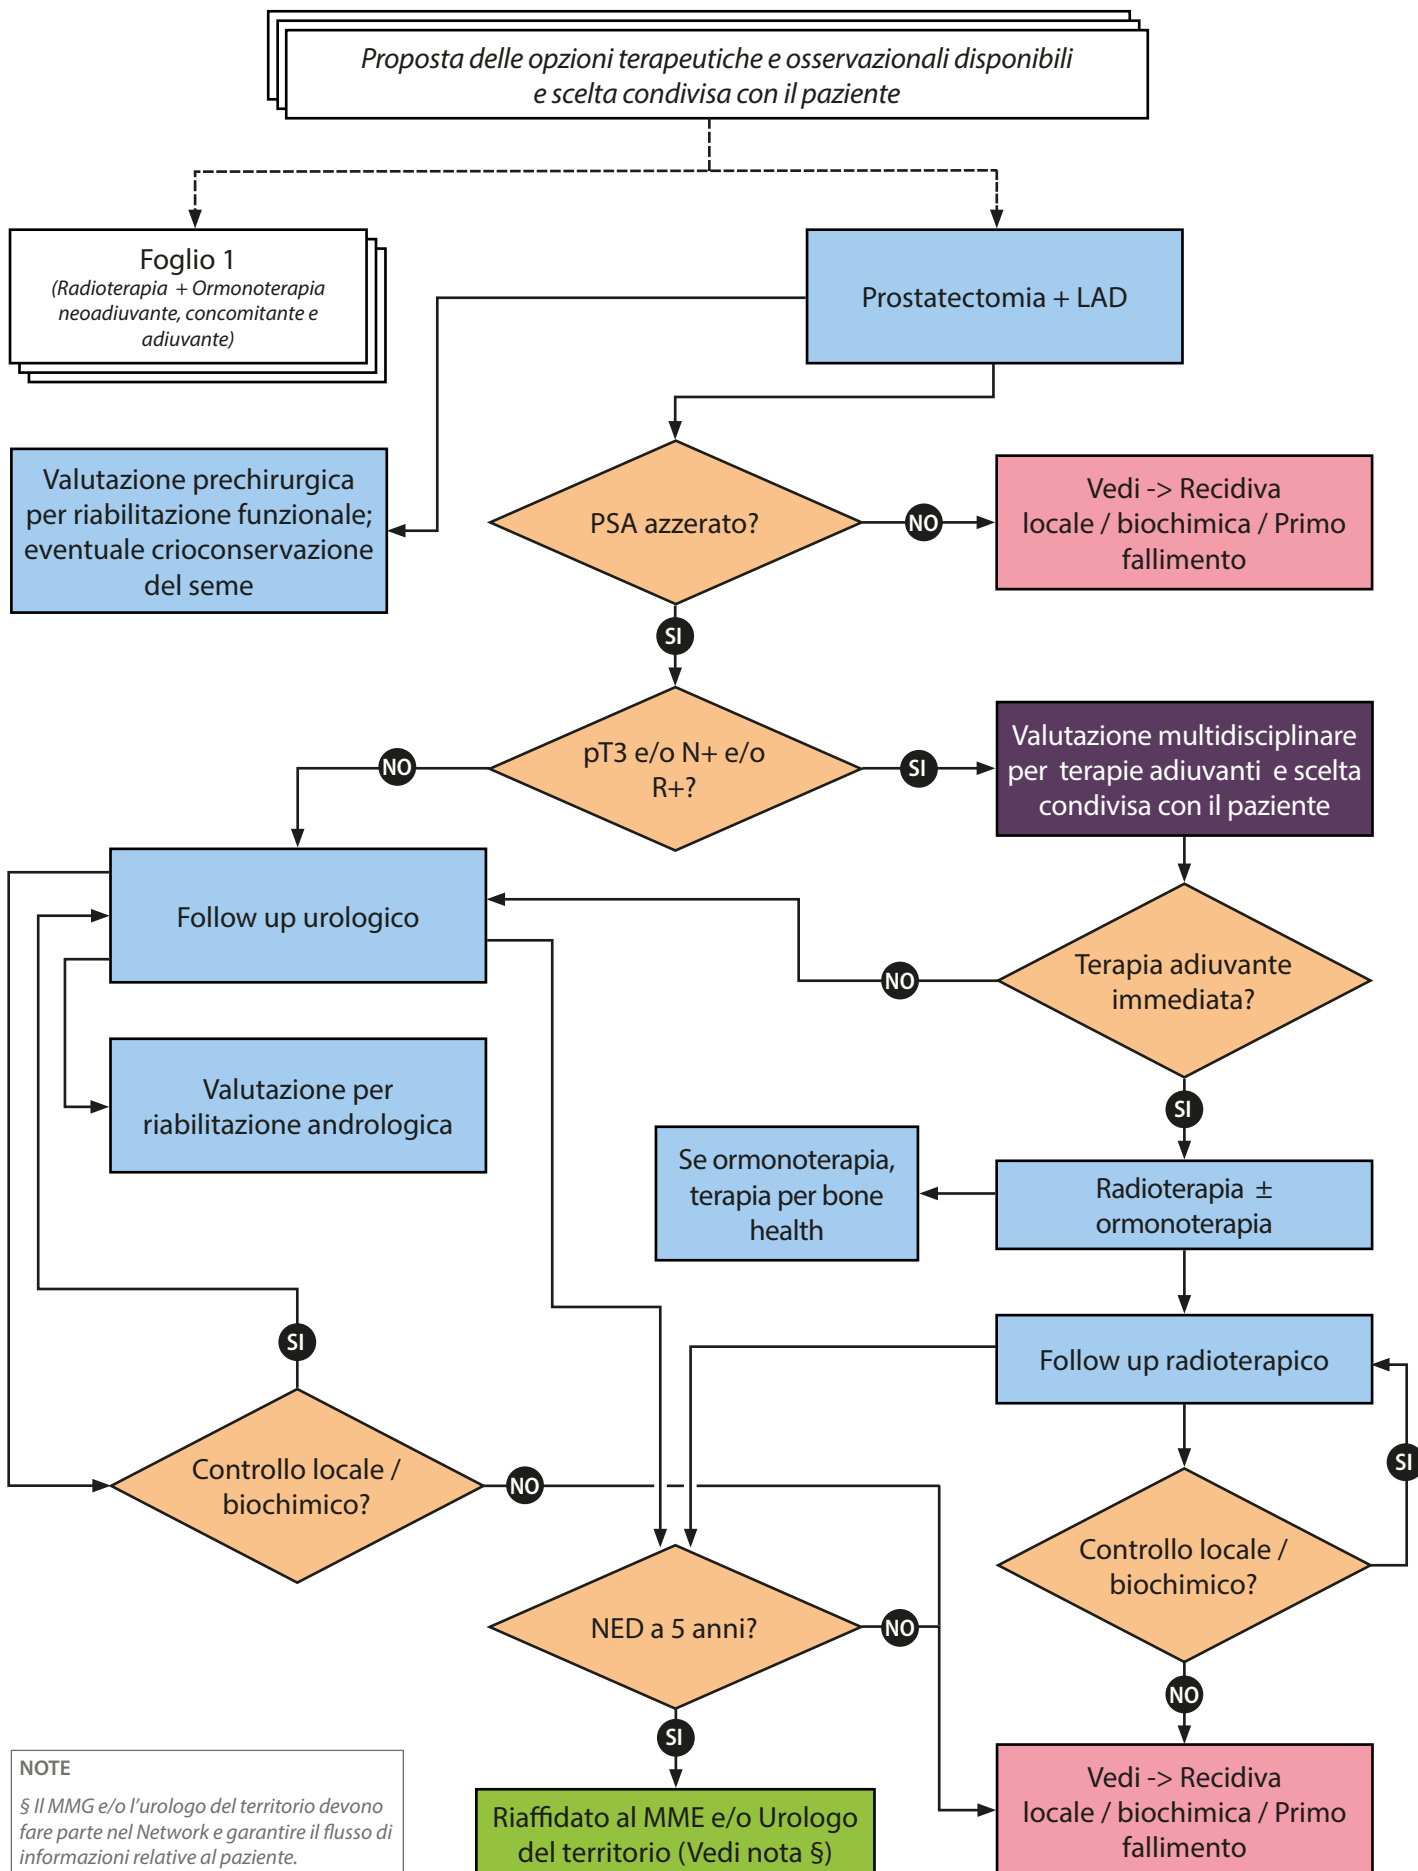 Proposta delle opzioni terapeutiche e osservazionali disponibili
e scelta condivisa con il paziente
Foglio 1
(Radioterapia + Ormonoterapia
neoadiuvante, concomitante e
adiuvante)
Prostatectomia + LAD
Valutazione prechirurgica
per riabilitazione funzionale;
eventuale crioconservazione
del seme
PSA azzerato?
NO
Vedi -> Recidiva
locale / biochimica / Primo
fallimento
SI
pT3 e/o N+ e/o
R+?
NO
SI
Valutazione multidisciplinare
per terapie adiuvanti e scelta
condivisa con il paziente
Follow up urologico
NO
Terapia adiuvante
immediata?
Valutazione per
riabilitazione andrologica
SI
Se ormonoterapia,
terapia per bone
health
Radioterapia ±
ormonoterapia
SI
Follow up radioterapico
Controllo locale /
biochimico?
NO
SI
Controllo locale /
biochimico?
NED a 5 anni?
NO
NO
SI
NOTE
§ Il MMG e/o l'urologo del territorio devono
fare parte nel Network e garantire il flusso di
informazioni relative al paziente.
Riaffidato al MME e/o Urologo
del territorio (Vedi nota §)
Vedi -> Recidiva
locale / biochimica / Primo
fallimento